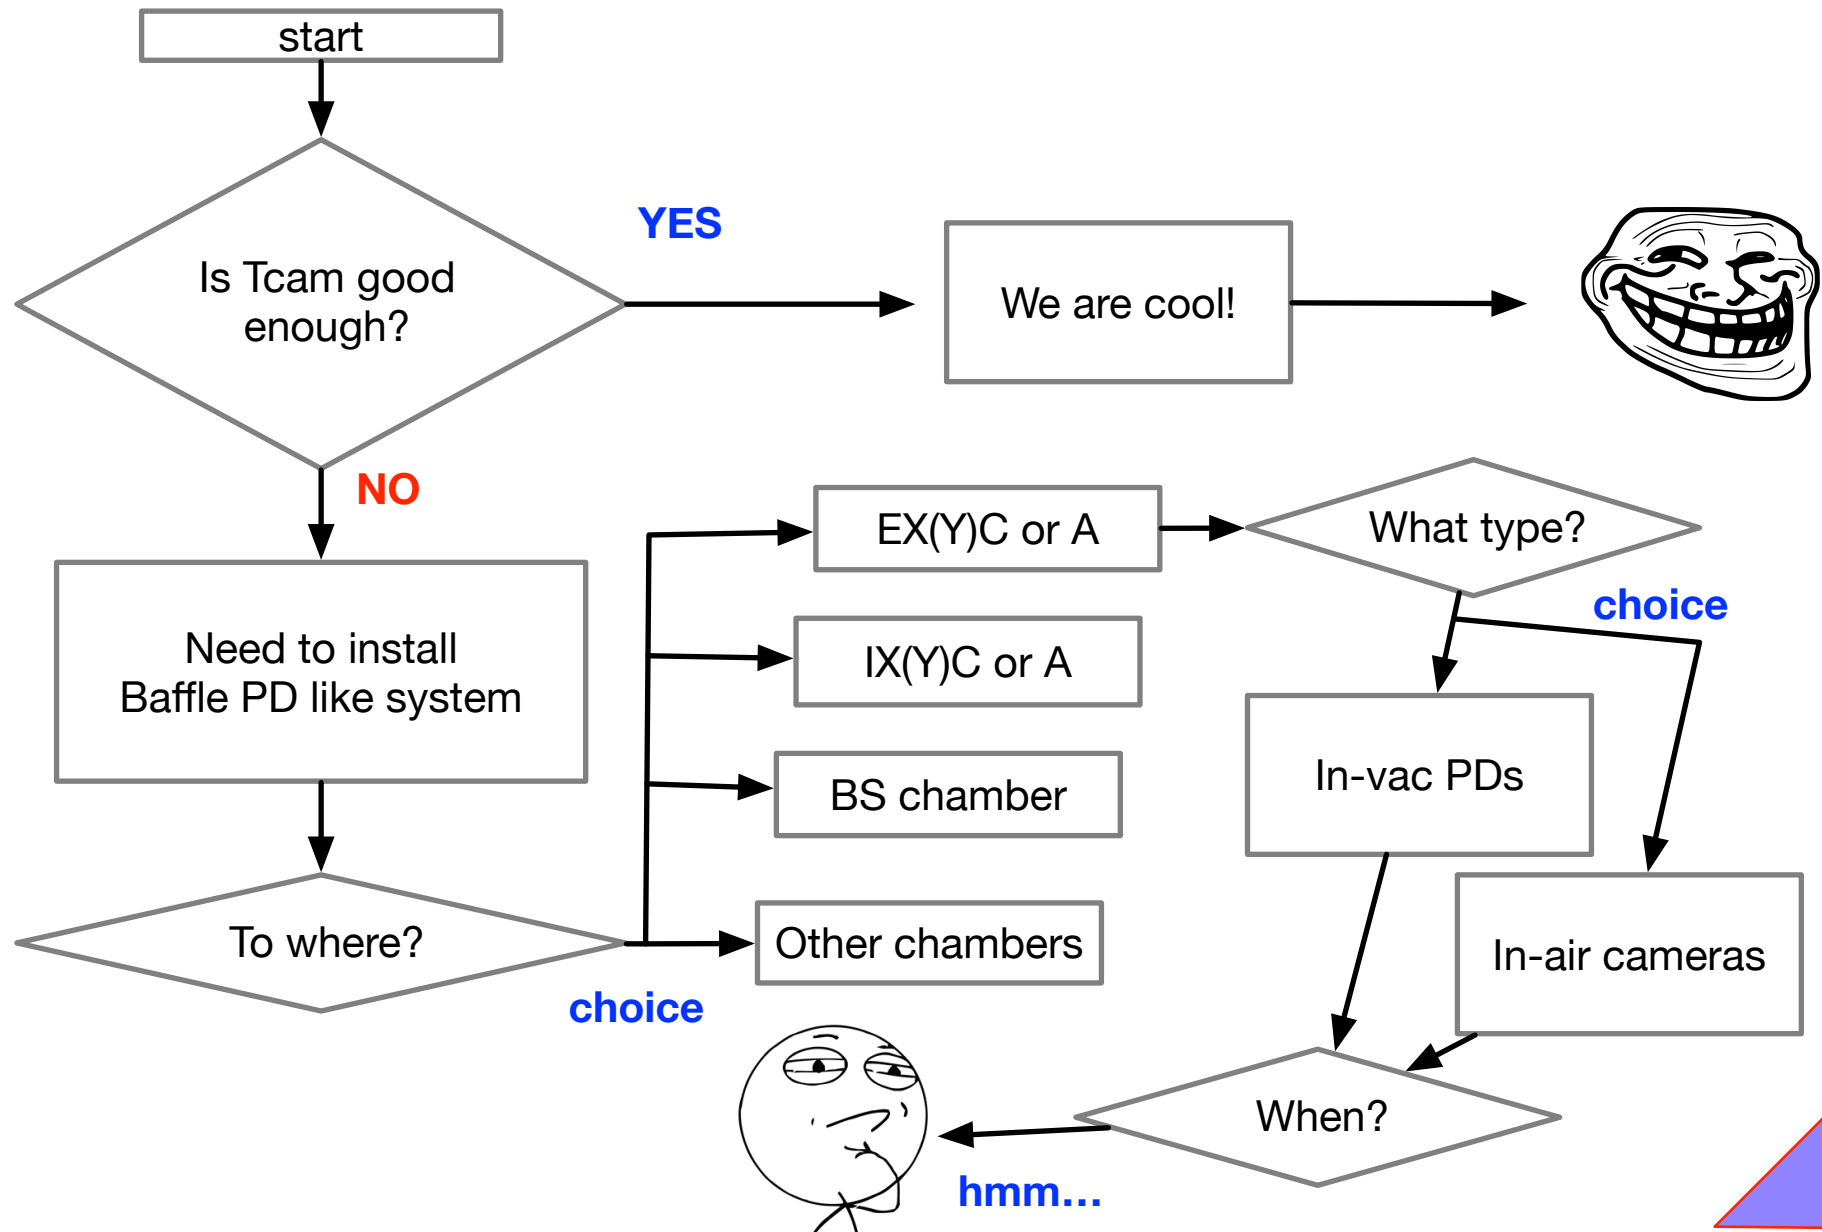 start
Is Tcam good
enough?
YES
We are cool!
NO
Need to install
Baffle PD like system
To where?
choice
EX(Y)C or A
IX(Y)C or A
BS chamber
Other chambers
What type?
choice
In-vac PDs
In-air cameras
When?
hmm...